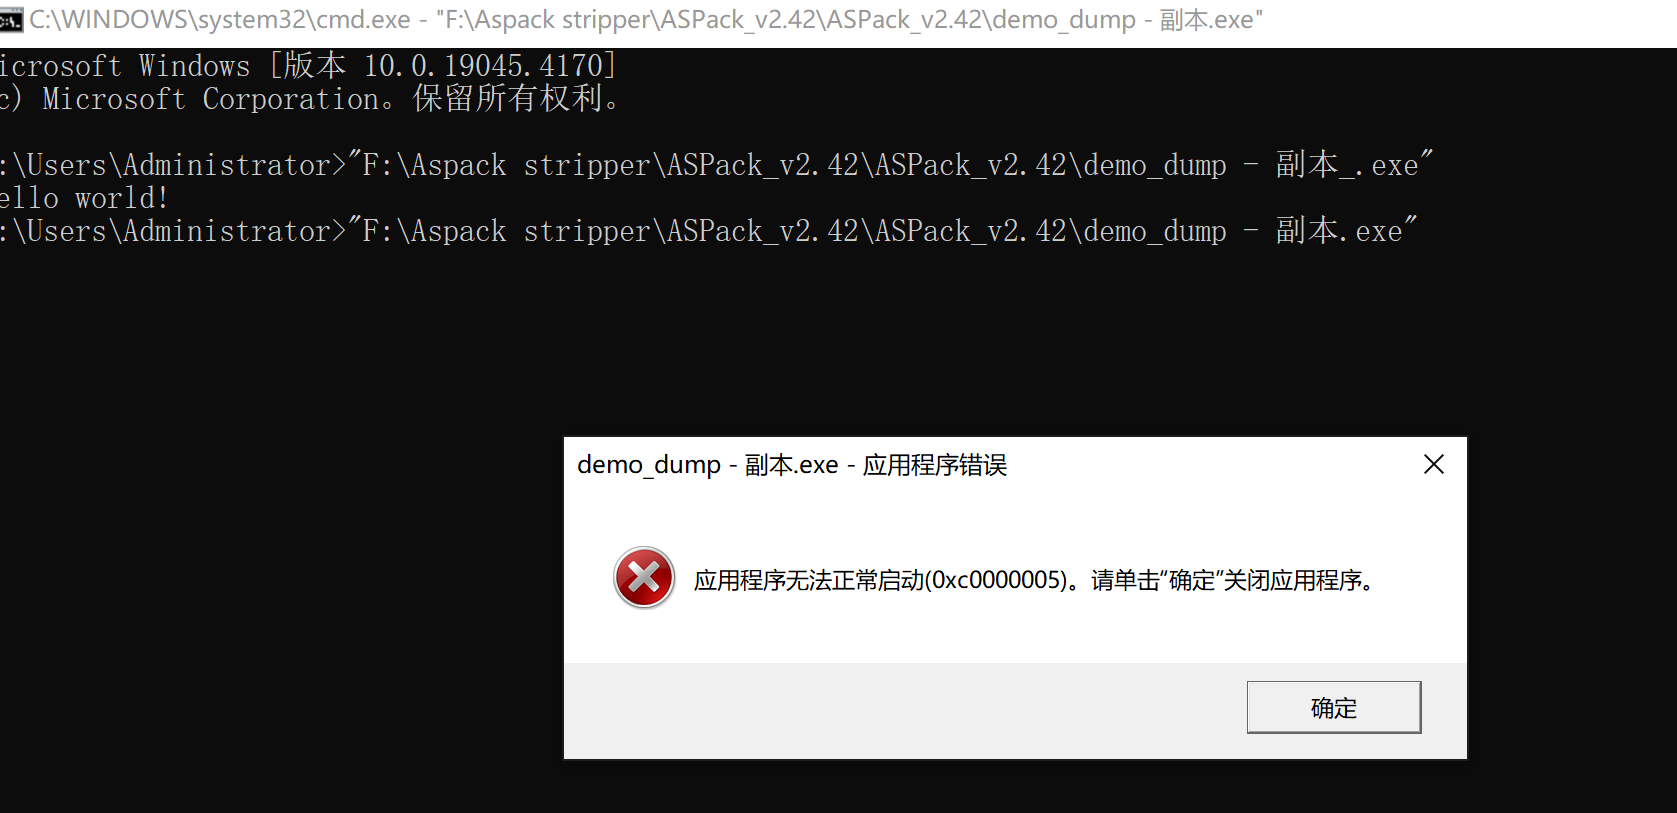 C:\WINDOWS\system32\cmd.exe - "F:\Aspack stripper\ASPack_v2.42\ASPack_v2.42\demo_dump - 副本.exe"
icrosoft Windows [版本 10.0.19045.4170]
c) Microsoft Corporation。保留所有权利。
:\Users\Administrator>"F:\Aspack stripper\ASPack_v2.42\ASPack_v2.42\demo_dump - 副本_.exe"
ello world!
:\Users\Administrator>"F:\Aspack stripper\ASPack_v2.42\ASPack_v2.42\demo_dump - 副本.exe"
demo_dump - 副本.exe - 应用程序错误
应用程序无法正常启动(0xc0000005)。请单击“确定”关闭应用程序。
确定